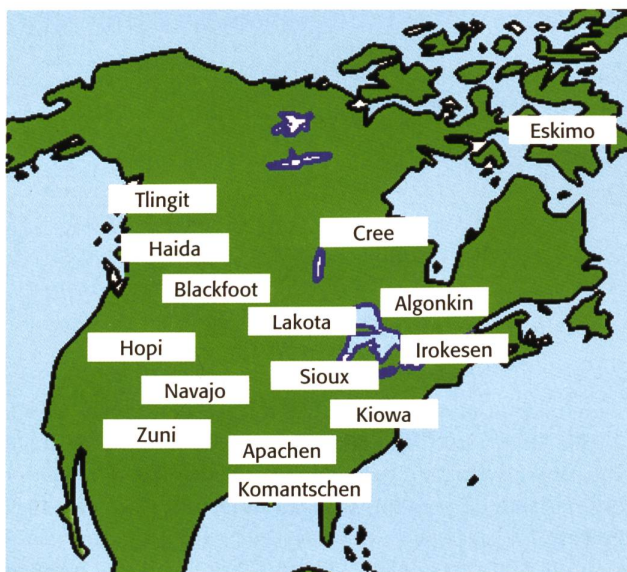 Eskimo
Tlingit
Cree
Haida
Blackfoot
Algonkin
Lakota
Hopi
Irokesen
Sioux
Navajo
Kiowa
Zuni
Apachen
Komantschen